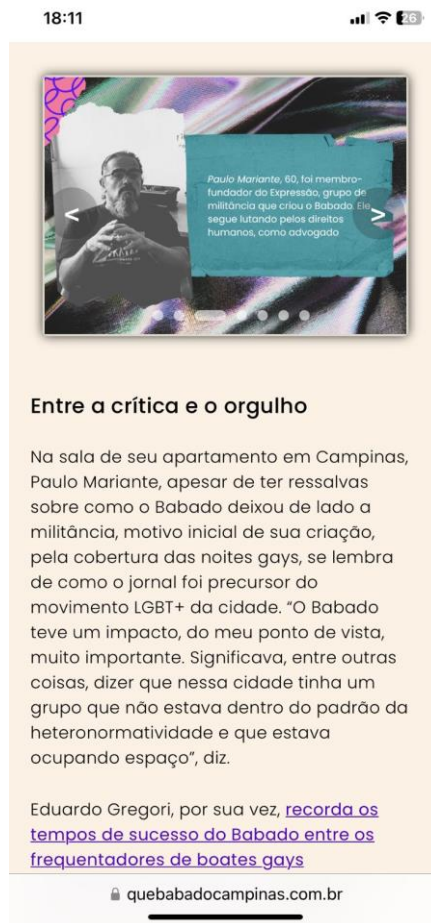 18:11
26
Paulo Mariante, 60, foi membro-
fundador do Expressão, grupo de
militância que criou o Babado. Ele
segue lutando pelos direitos
humanos, como advogado
<
>
Entre a crítica e o orgulho
Na sala de seu apartamento em Campinas,
Paulo Mariante, apesar de ter ressalvas
sobre como o Babado deixou de lado a
militância, motivo inicial de sua criação,
pela cobertura das noites gays, se lembra
de como o jornal foi precursor do
movimento LGBT+ da cidade. “O Babado
teve um impacto, do meu ponto de vista,
muito importante. Significava, entre outras
coisas, dizer que nessa cidade tinha um
grupo que não estava dentro do padrão da
heteronormatividade e que estava
ocupando espaço”, diz.
Eduardo Gregori, por sua vez, recorda os
tempos de sucesso do Babado entre os
frequentadores de boates gays
quebabadocampinas.com.br